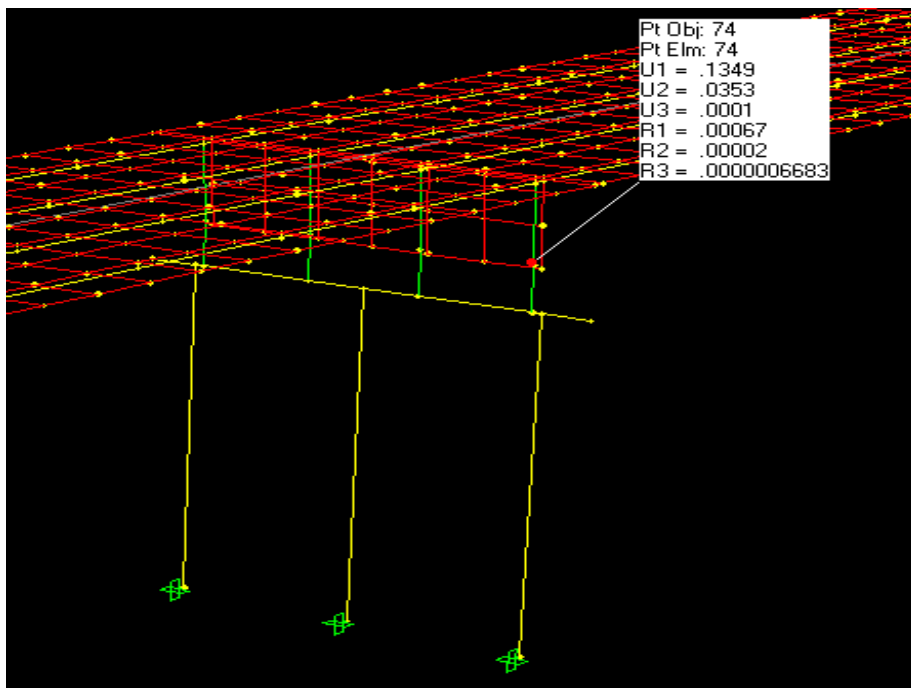 Pt Obj: 74
Pt Elm: 74
U1 = .1349
U2 = .0353
U3 = .0001
R1 = .00067
R2 = .00002
R3 = .0000006683